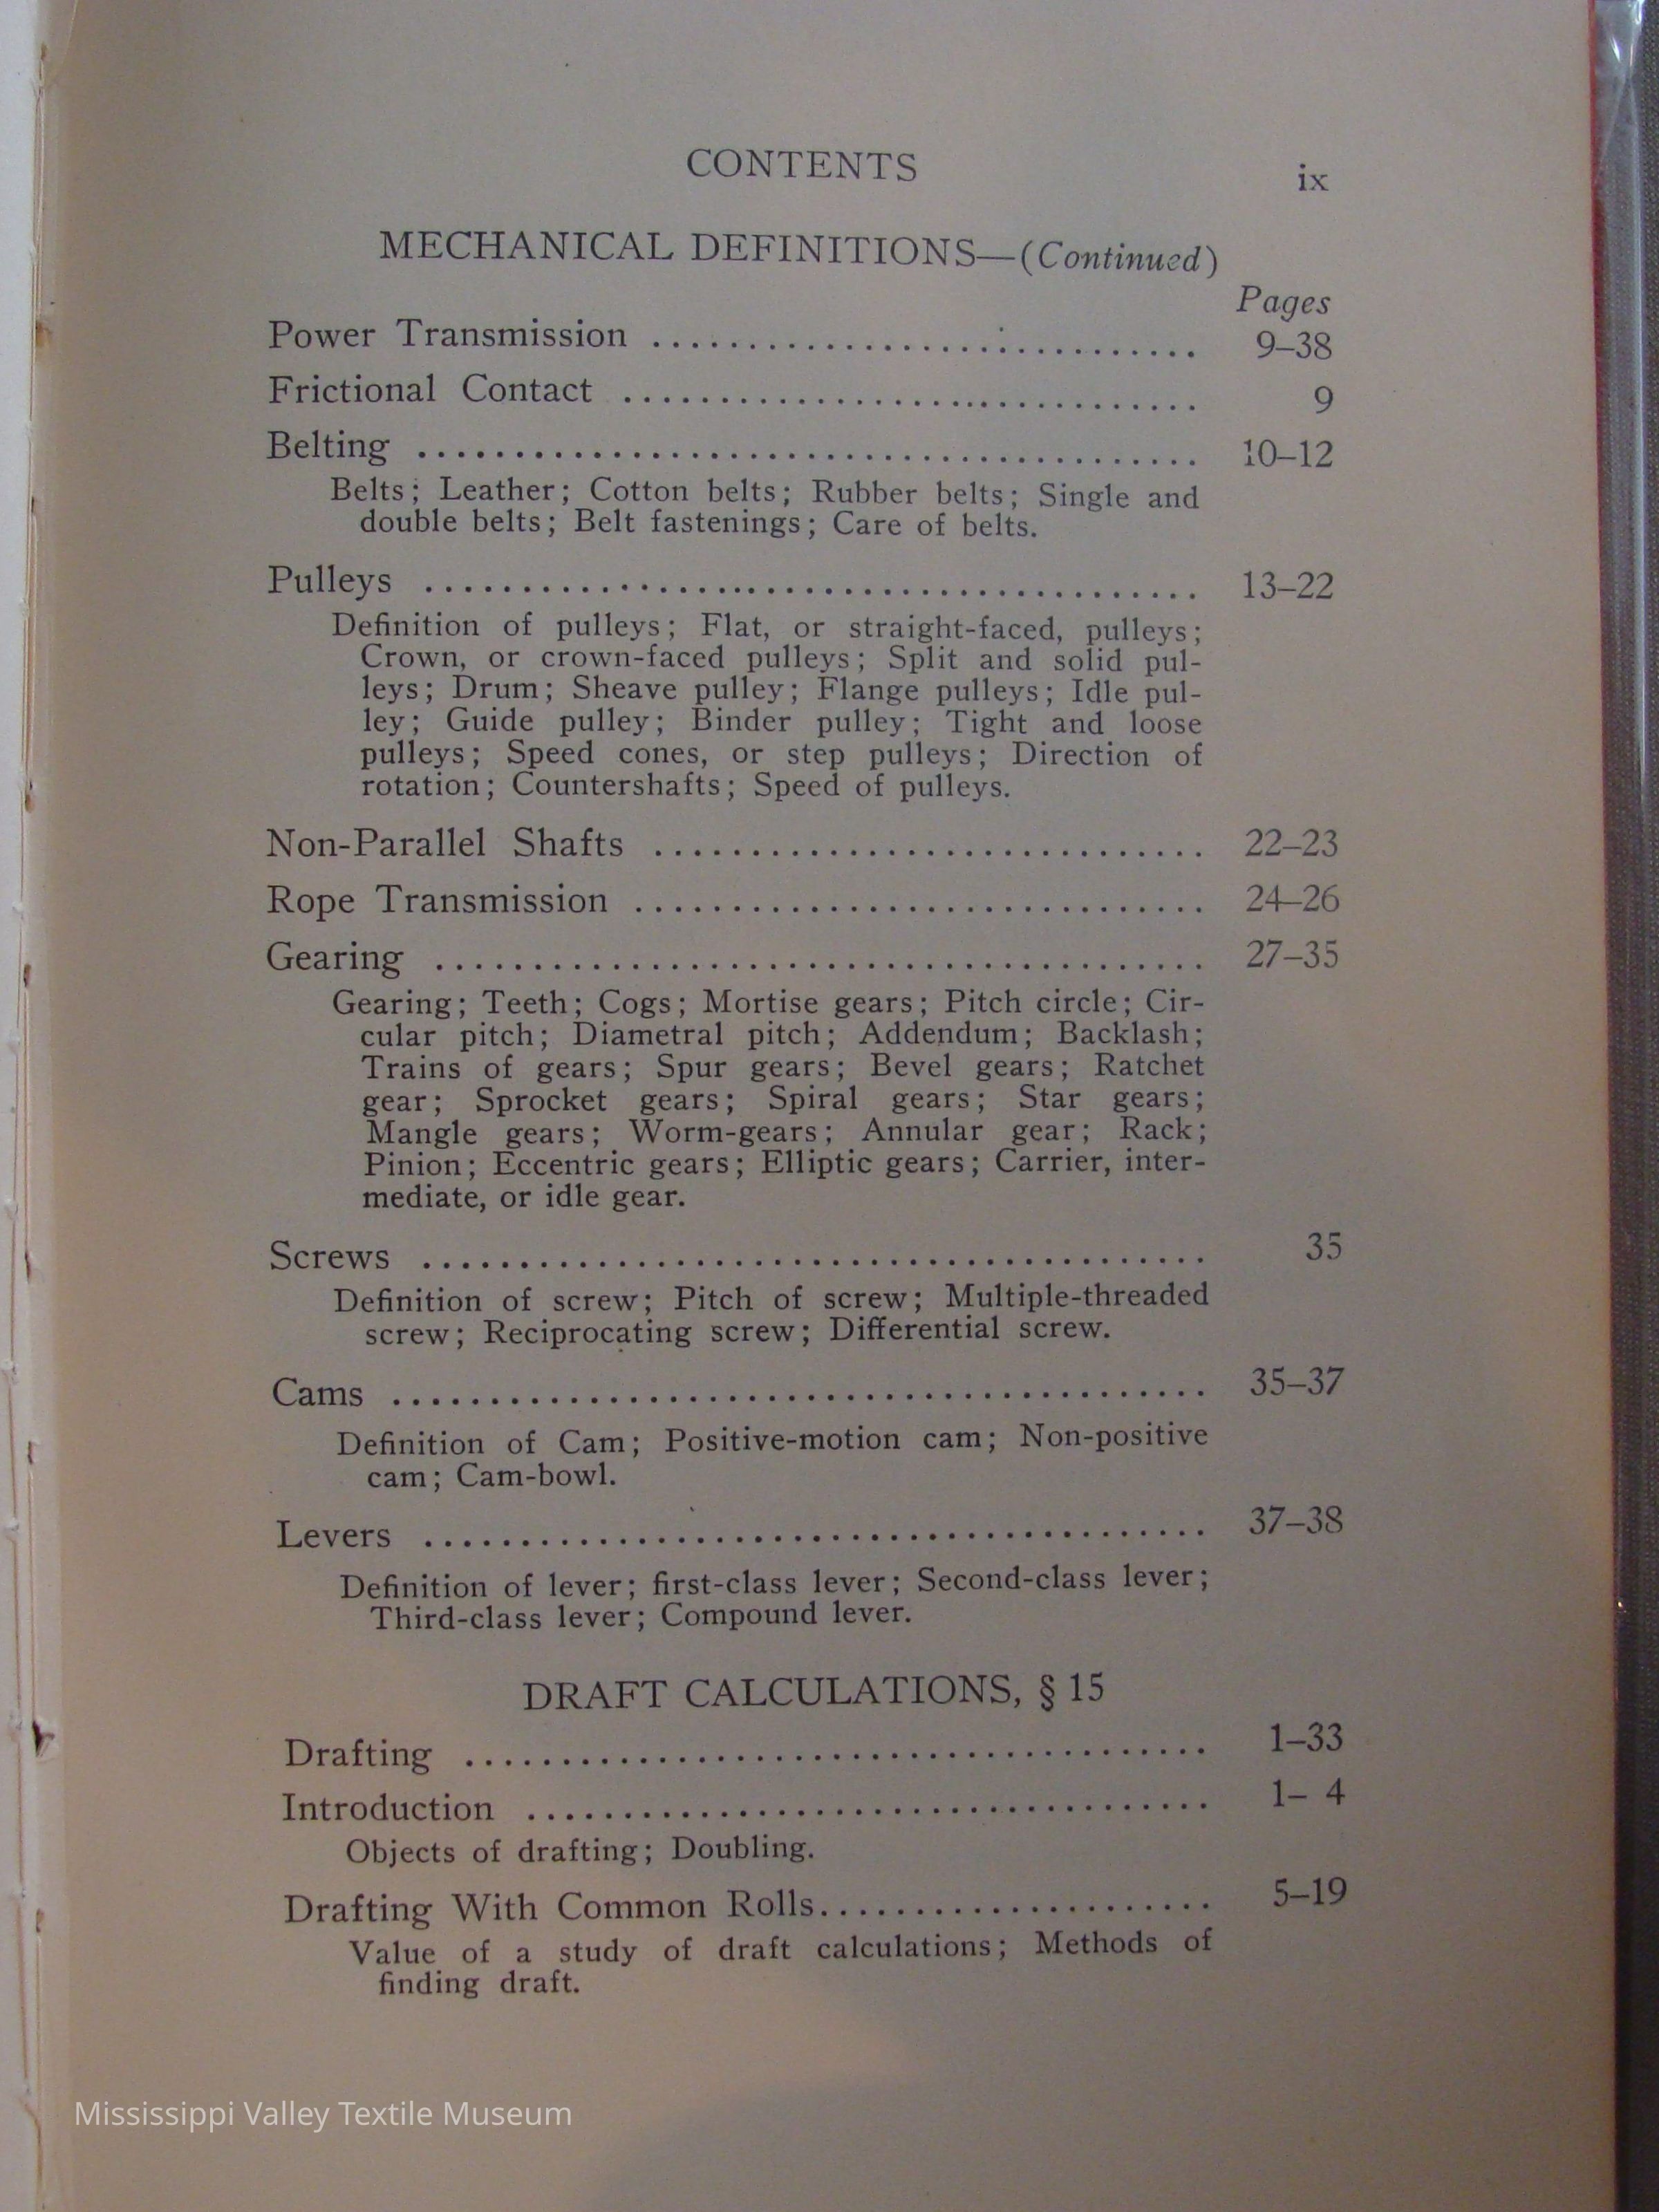 CONTENTS ix
MECHANICAL DEFINITIONS—(Continued)
Pages
Power Transmission .............................. 9–38
Frictional Contact .............................. 9
Belting ........................................ 10–12
Belts; Leather; Cotton belts; Rubber belts; Single and
double belts; Belt fastenings; Care of belts.
Pulleys ........................................ 13–22
Definition of pulleys; Flat, or straight-faced, pulleys;
Crown, or crown-faced pulleys; Split and solid pul-
leys; Drum; Sheave pulley; Flange pulleys; Idle pul-
ley; Guide pulley; Binder pulley; Tight and loose
pulleys; Speed cones, or step pulleys; Direction of
rotation; Countershafts; Speed of pulleys.
Non-Parallel Shafts ............................. 22–23
Rope Transmission .............................. 24–26
Gearing ........................................ 27–35
Gearing; Teeth; Cogs; Mortise gears; Pitch circle; Cir-
cular pitch; Diametral pitch; Addendum; Backlash;
Trains of gears; Spur gears; Bevel gears; Ratchet
gear; Sprocket gears; Spiral gears; Star gears;
Mangle gears; Worm-gears; Annular gear; Rack;
Pinion; Eccentric gears; Elliptic gears; Carrier, inter-
mediate, or idle gear.
Screws ......................................... 35
Definition of screw; Pitch of screw; Multiple-threaded
screw; Reciprocating screw; Differential screw.
Cams .......................................... 35–37
Definition of Cam; Positive-motion cam; Non-positive
cam; Cam-bowl.
Levers ......................................... 37–38
Definition of lever; first-class lever; Second-class lever;
Third-class lever; Compound lever.
DRAFT CALCULATIONS, § 15
Drafting ....................................... 1–33
Introduction .................................... 1– 4
Objects of drafting; Doubling.
Drafting With Common Rolls..................... 5–19
Value of a study of draft calculations; Methods of
finding draft.
Mississippi Valley Textile Museum